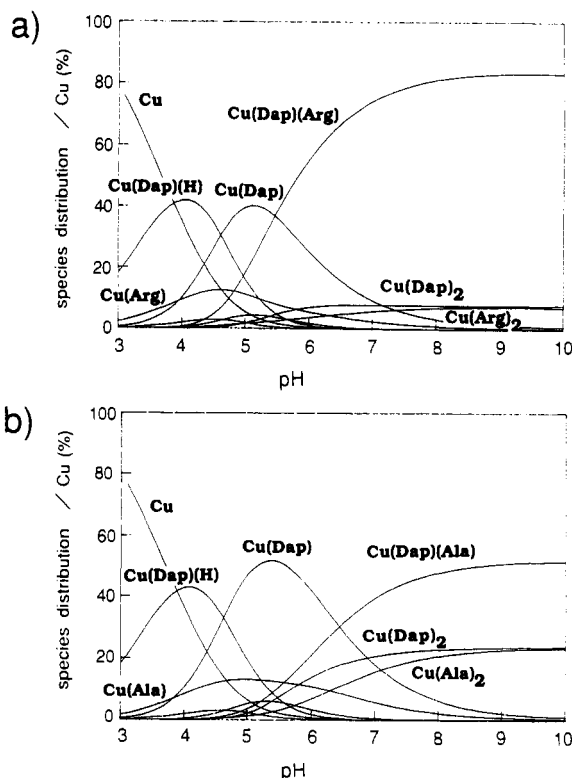 a)
species distribution / Cu (%)
100
80
60
40
20
0
Cu
Cu(Dap)(Arg)
Cu(Dap)(H)
Cu(Dap)
Cu(Arg)
Cu(Dap)2
Cu(Arg)2
3 4 5 6 7 8 9 10
pH
b)
species distribution / Cu (%)
100
80
60
40
20
0
Cu
Cu(Dap)
Cu(Dap)(Ala)
Cu(Dap)(H)
Cu(Dap)2
Cu(Ala)2
Cu(Ala)
3 4 5 6 7 8 9 10
pH